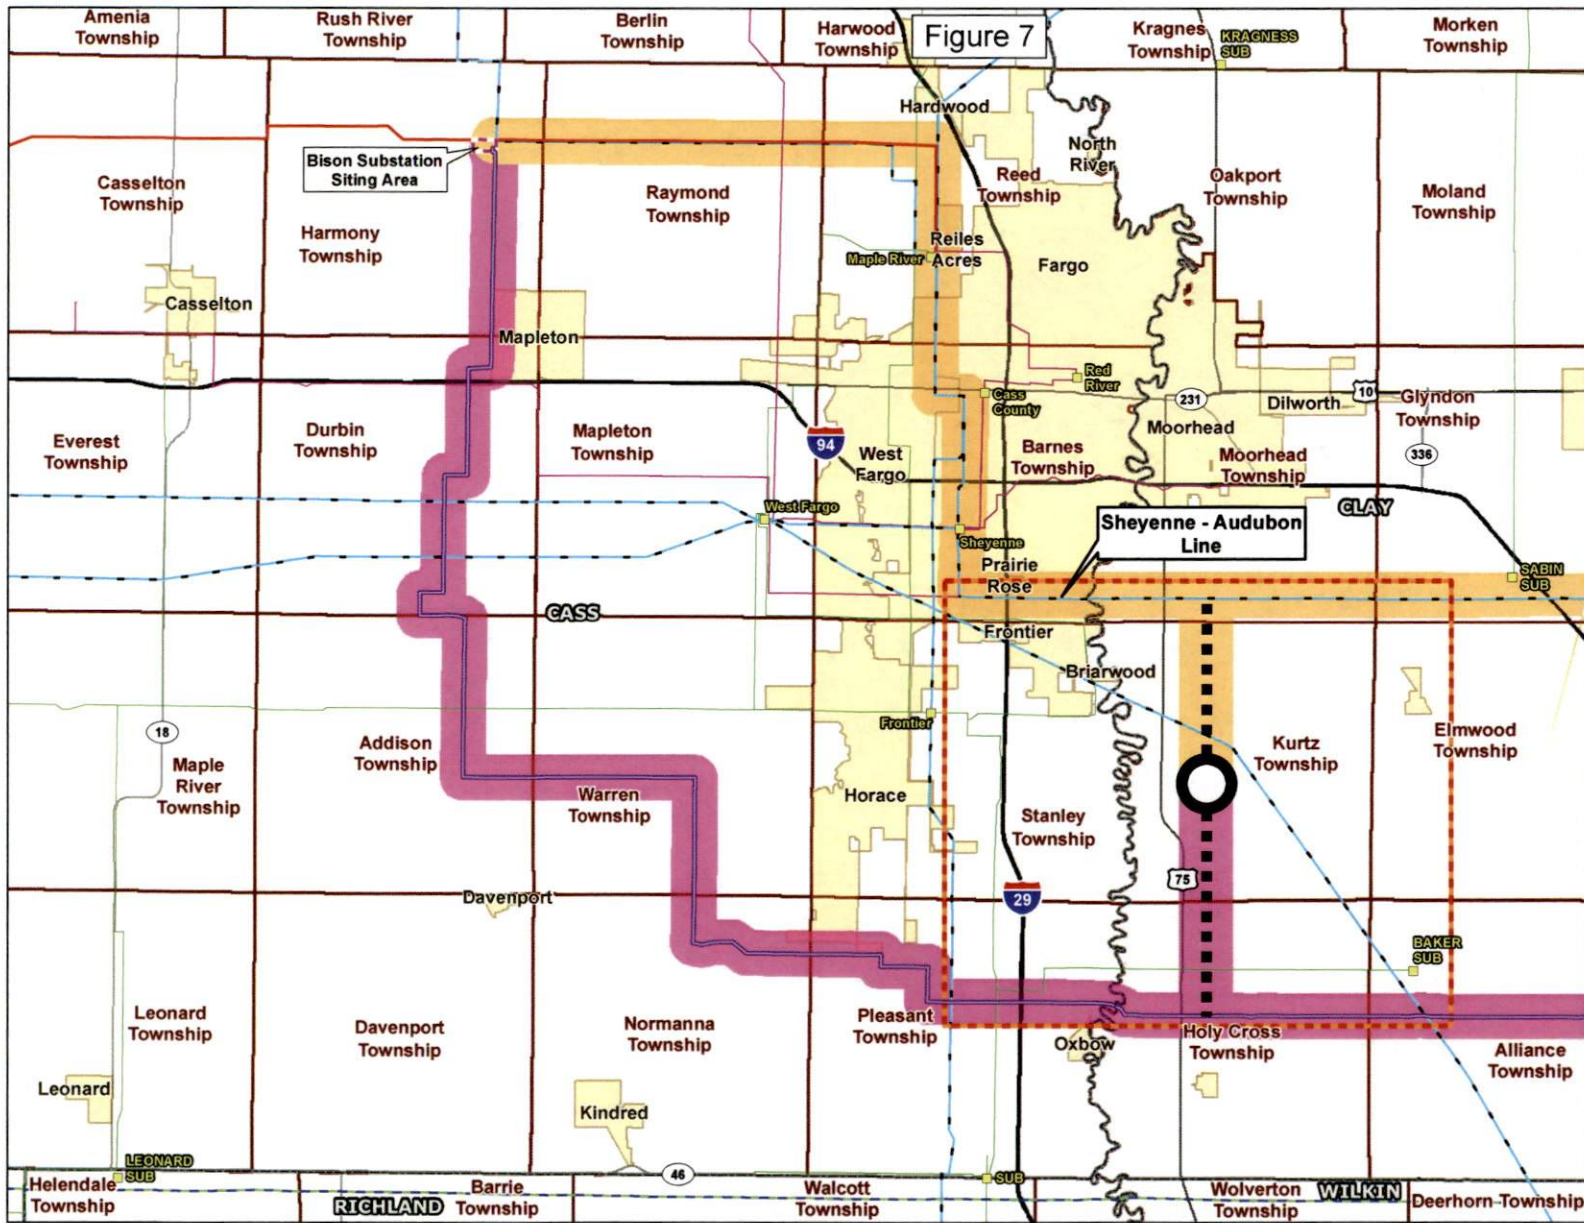 Amenia
Township
Rush River
Township
Berlin
Township
Harwood
Township
Figure 7
Kragnes
Township
KRAGNESS
SUB
Morken
Township
Hardwood
North
River
Bison Substation
Siting Area
Casselton
Township
Raymond
Township
Reed
Township
Oakport
Township
Moland
Township
Harmony
Township
Reiles
Acres
Maple River
Fargo
Casselton
Mapleton
Red
River
Cass
County
231
10
Dilworth
Glyndon
Township
Everest
Township
Durbin
Township
Mapleton
Township
94
West
Fargo
Barnes
Township
Moorhead
Moorhead
Township
336
West Fargo
CLAY
Sheyenne - Audubon
Line
Sheyenne
Prairie
Rose
SABIN
SUB
CASS
Frontier
Briarwood
18
Frontier
Addison
Township
Kurtz
Township
Elmwood
Township
Maple
River
Township
Warren
Township
Horace
Stanley
Township
75
29
Davenport
BAKER
SUB
Leonard
Township
Davenport
Township
Normanna
Township
Pleasant
Township
Oxbow
Holy Cross
Township
Alliance
Township
Leonard
Kindred
LEONARD
SUB
46
SUB
Helendale
Township
RICHLAND
Barrie
Township
Walcott
Township
Wolverton
Township
WILKIN
Deerhorn Township